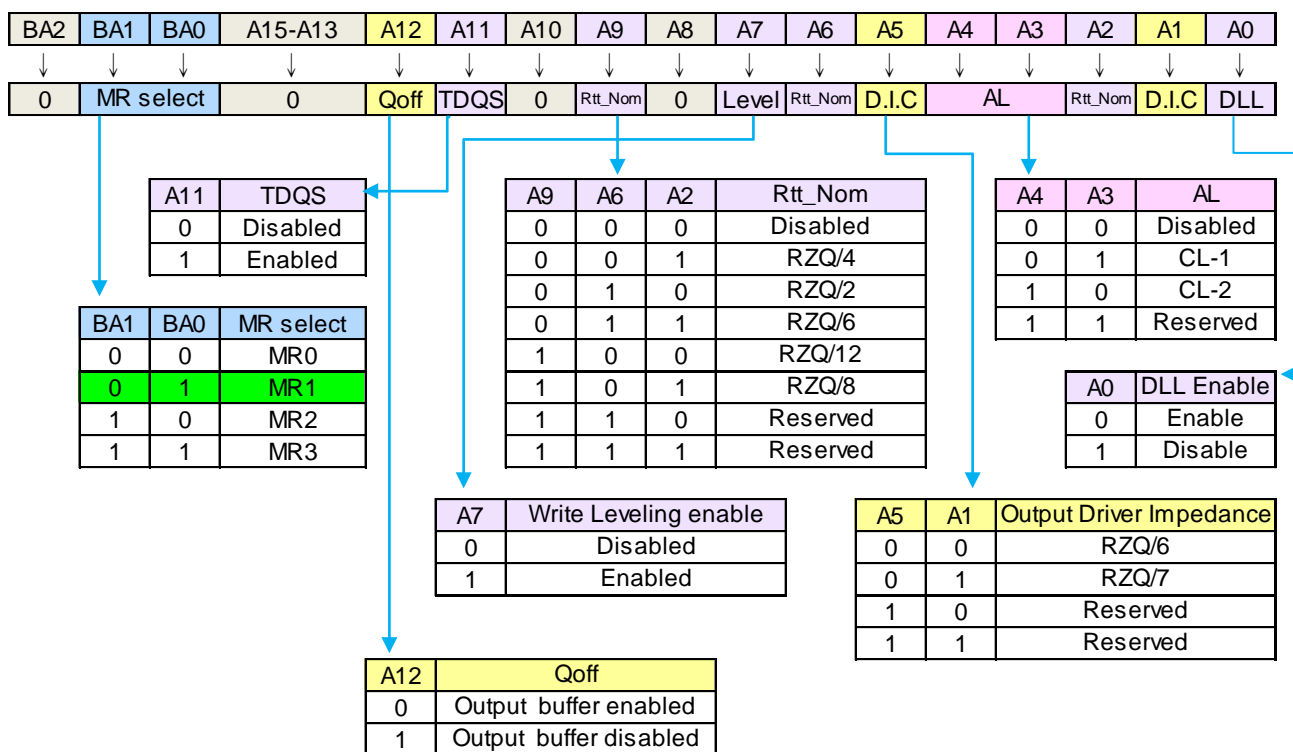 BA2 BA1 BA0 A15-A13 A12 A11 A10 A9 A8 A7 A6 A5 A4 A3 A2 A1 A0
0 MR select 0 Qoff TDQS 0 Rtt_Nom 0 Level Rtt_Nom D.I.C AL Rtt_Nom D.I.C DLL
A11 TDQS
0 Disabled
1 Enabled
A9 A6 A2 Rtt_Nom
0 0 0 Disabled
0 0 1 RZQ/4
0 1 0 RZQ/2
0 1 1 RZQ/6
1 0 0 RZQ/12
1 0 1 RZQ/8
1 1 0 Reserved
1 1 1 Reserved
A4 A3 AL
0 0 Disabled
0 1 CL-1
1 0 CL-2
1 1 Reserved
BA1 BA0 MR select
0 0 MR0
0 1 MR1
1 0 MR2
1 1 MR3
A0 DLL Enable
0 Enable
1 Disable
A7 Write Leveling enable
0 Disabled
1 Enabled
A5 A1 Output Driver Impedance
0 0 RZQ/6
0 1 RZQ/7
1 0 Reserved
1 1 Reserved
A12 Qoff
0 Output buffer enabled
1 Output buffer disabled